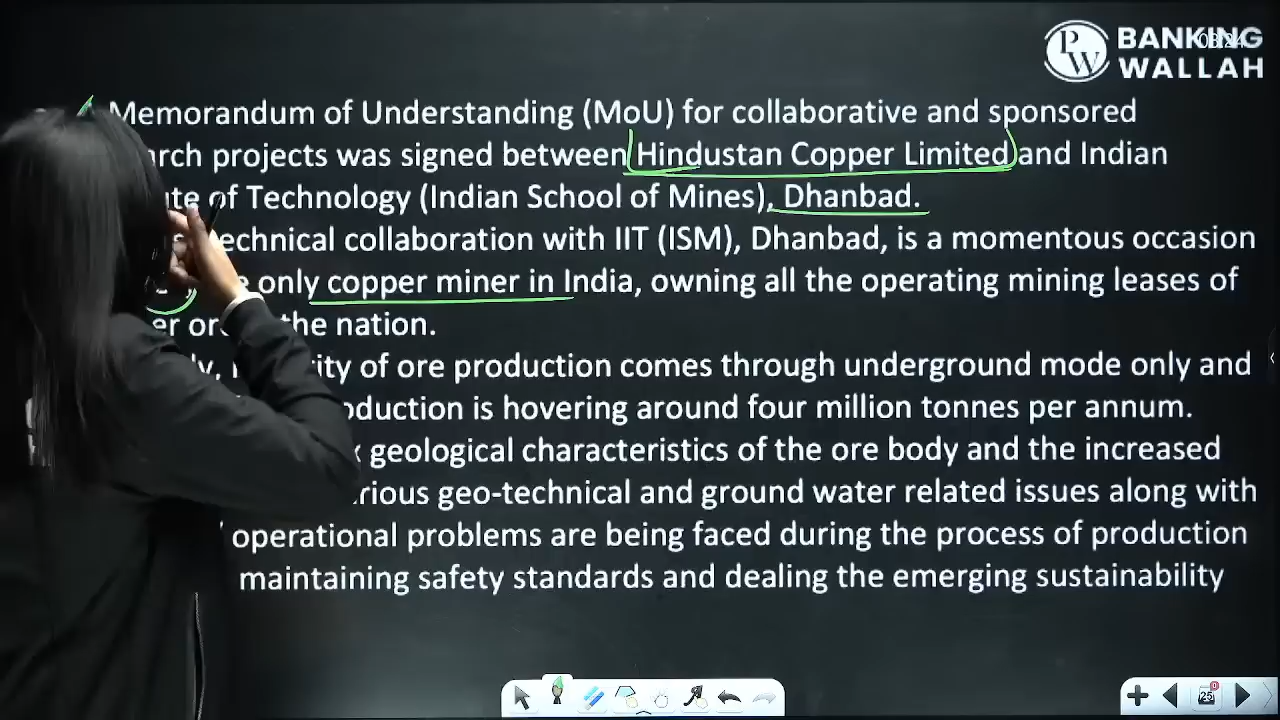 BANKING
WALLAH
PW
Memorandum of Understanding (MoU) for collaborative and sponsored
projects was signed between Hindustan Copper Limited and Indian
of Technology (Indian School of Mines), Dhanbad.
technical collaboration with IIT (ISM), Dhanbad, is a momentous occasion
only copper miner in India, owning all the operating mining leases of
the nation.
of ore production comes through underground mode only and
production is hovering around four million tonnes per annum.
geological characteristics of the ore body and the increased
geo-technical and ground water related issues along with
operational problems are being faced during the process of production
maintaining safety standards and dealing the emerging sustainability
25